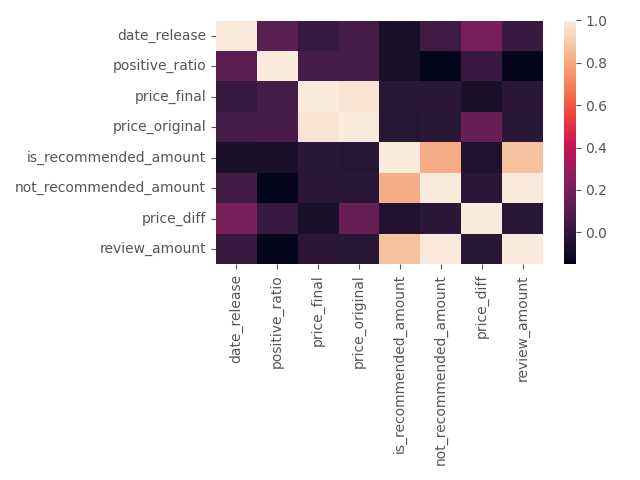 date_release
positive_ratio
price_final
price_original
is_recommended_amount
not_recommended_amount
price_diff
review_amount
date_release
positive_ratio
price_final
price_original
is_recommended_amount
not_recommended_amount
price_diff
review_amount
1.0
0.8
0.6
0.4
0.2
0.0